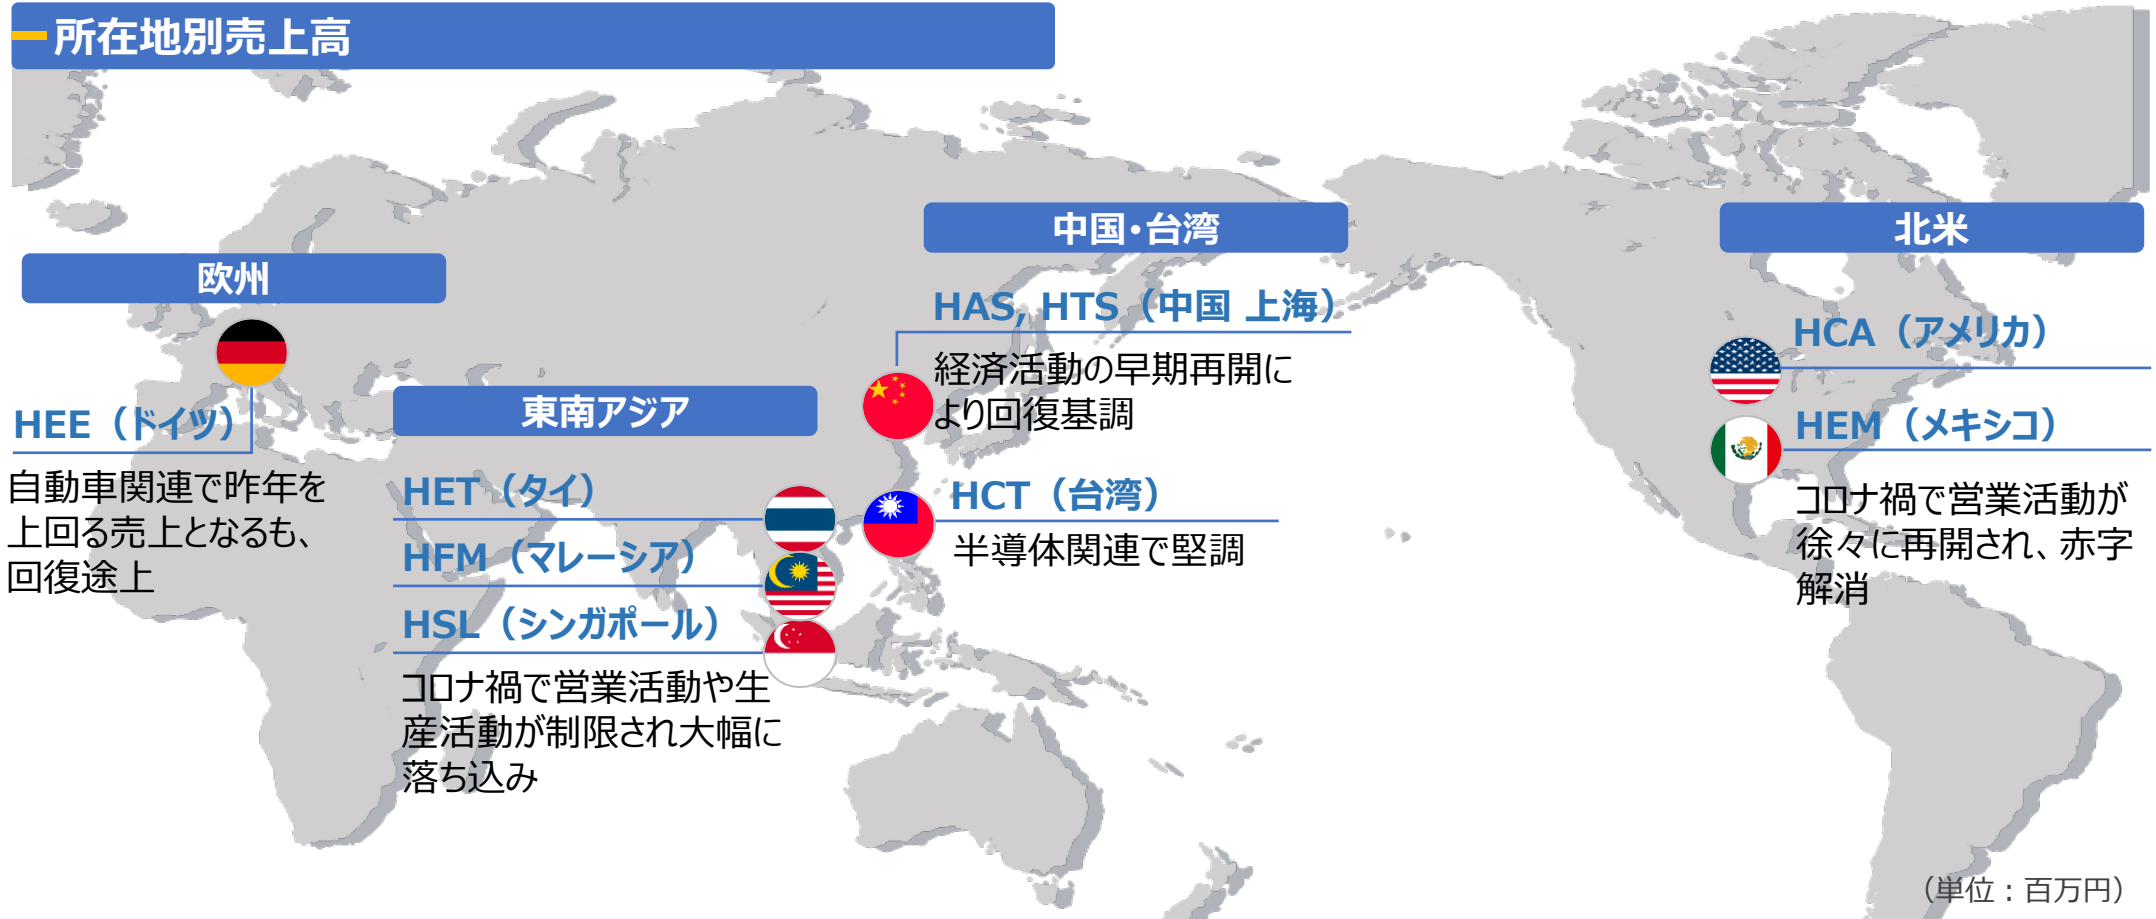 所在地別売上高
欧州
HEE（ドイツ）
自動車関連で昨年を
上回る売上となるも、
回復途上
東南アジア
HET（タイ）
HFM（マレーシア）
HSL（シンガポール）
コロナ禍で営業活動や生
産活動が制限され大幅に
落ち込み
中国・台湾
HAS, HTS（中国 上海）
経済活動の早期再開に
より回復基調
HCT（台湾）
半導体関連で堅調
北米
HCA（アメリカ）
HEM（メキシコ）
コロナ禍で営業活動が
徐々に再開され、赤字
解消
（単位：百万円）